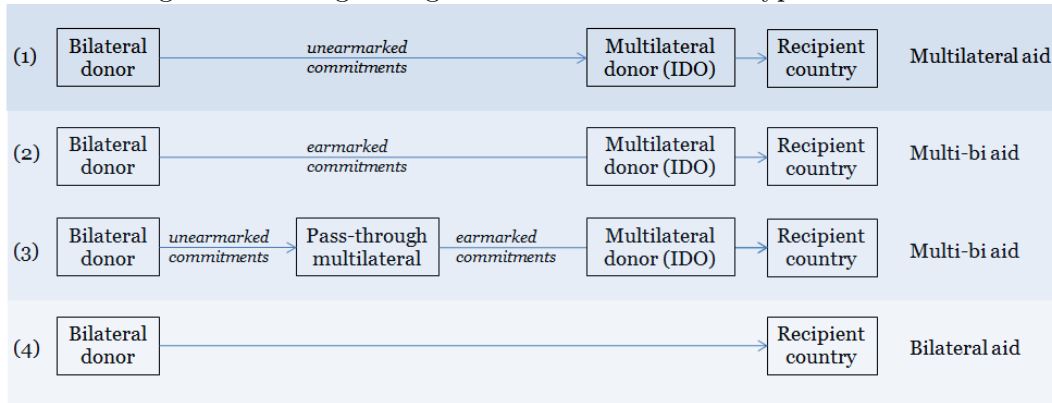 (1)
Bilateral
donor
unearmarked
commitments
Multilateral
donor (IDO)
Recipient
country
Multilateral aid
(2)
Bilateral
donor
earmarked
commitments
Multilateral
donor (IDO)
Recipient
country
Multi-bi aid
(3)
Bilateral
donor
unearmarked
commitments
Pass-through
multilateral
earmarked
commitments
Multilateral
donor (IDO)
Recipient
country
Multi-bi aid
(4)
Bilateral
donor
Recipient
country
Bilateral aid